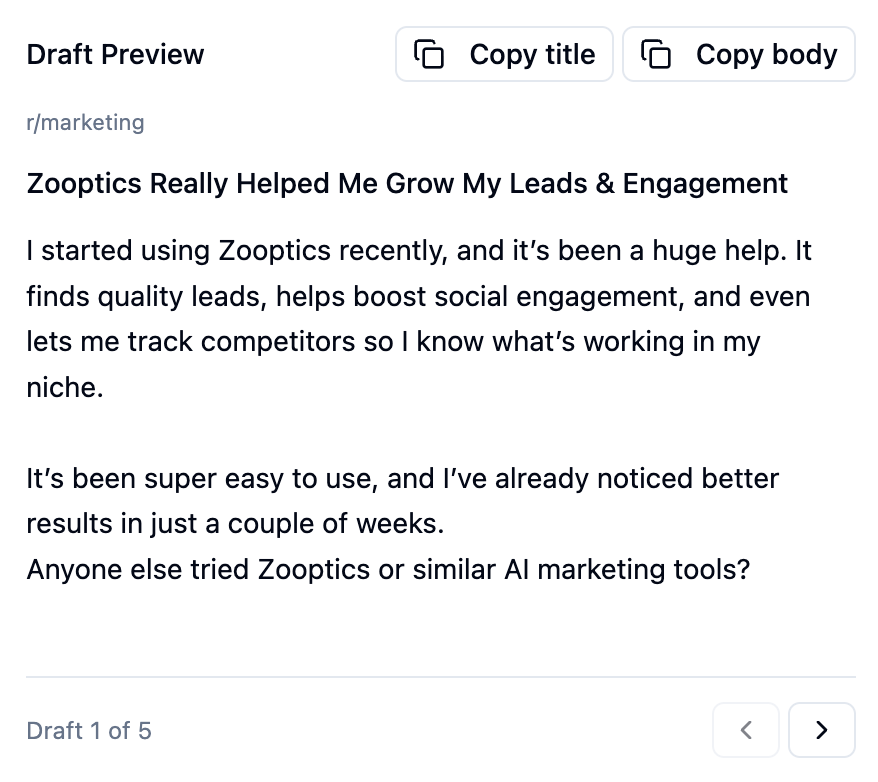 Draft Preview
Copy title
Copy body
r/marketing
Zooptics Really Helped Me Grow My Leads & Engagement
I started using Zooptics recently, and it’s been a huge help. It
finds quality leads, helps boost social engagement, and even
lets me track competitors so I know what’s working in my
niche.
It’s been super easy to use, and I’ve already noticed better
results in just a couple of weeks.
Anyone else tried Zooptics or similar AI marketing tools?
Draft 1 of 5